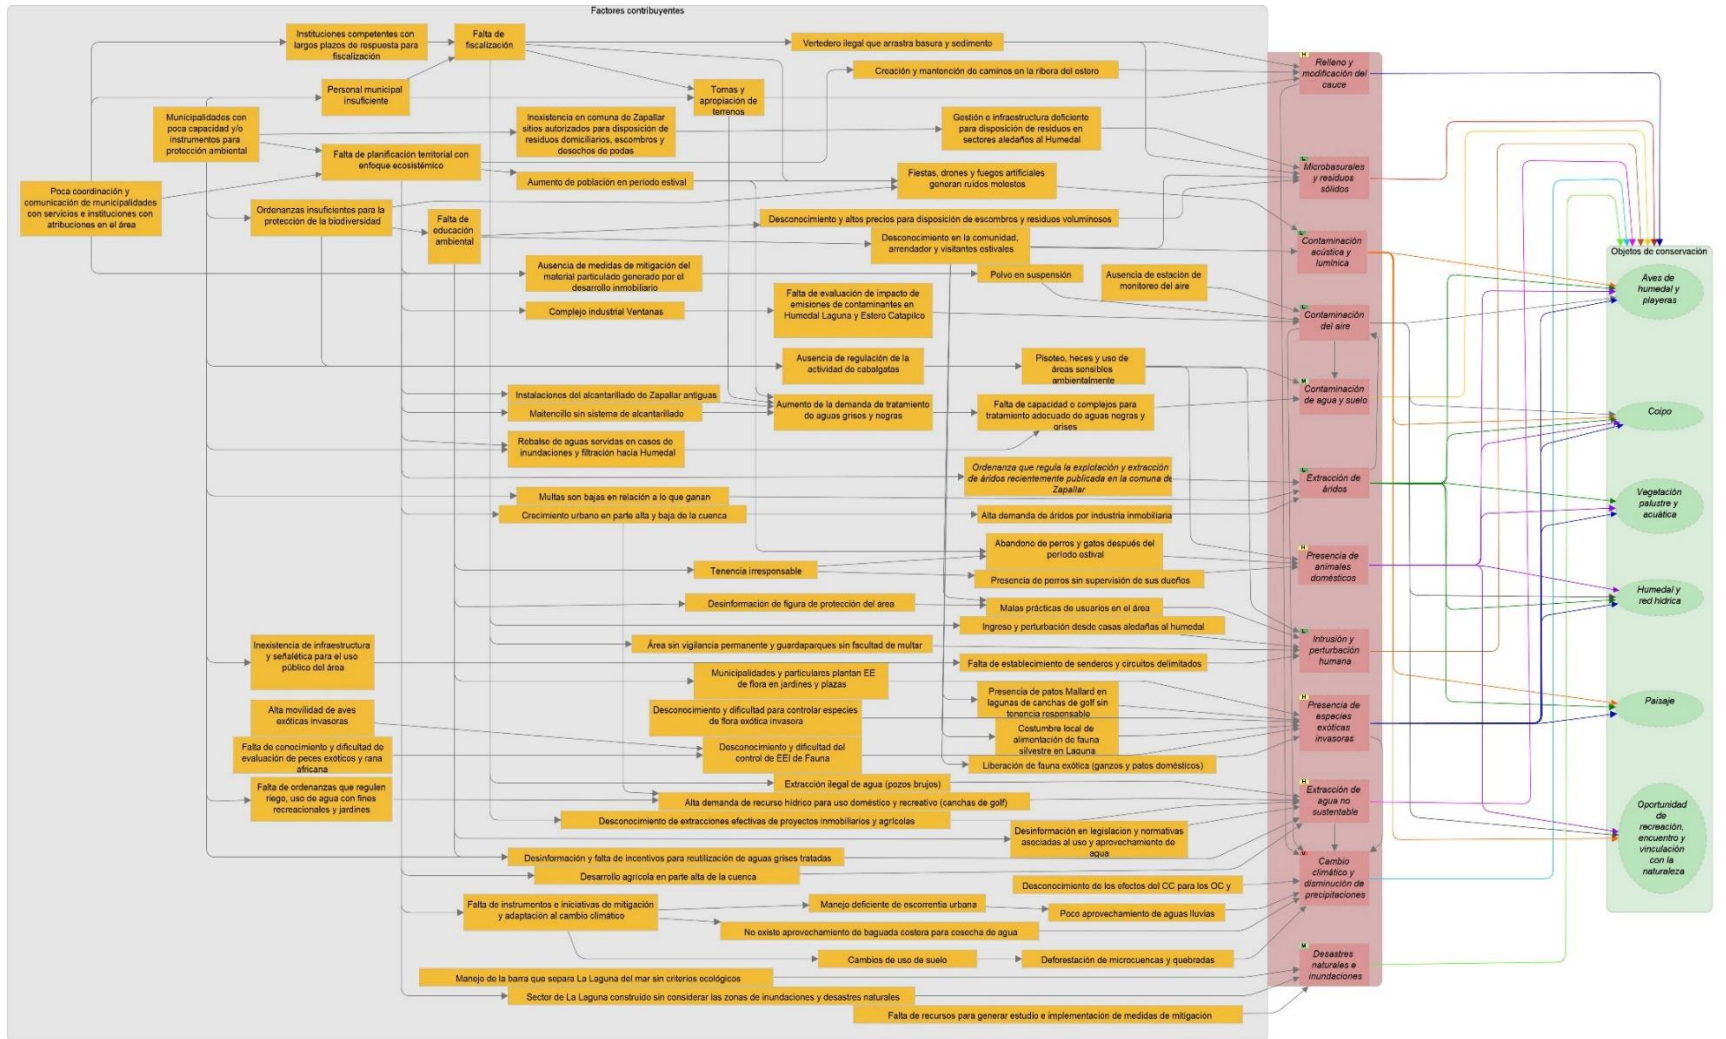 Factores contribuyentes
Instituciones competentes con
largos plazos de respuesta para
fiscalización
Falta de
fiscalización
Vertedero ilegal que arrastra basura y sedimento
Creación y mantención de caminos en la ribera del estero
Personal municipal
insuficiente
Tomas y
apropiación de
terrenos
Municipalidades con
poca capacidad y/o
instrumentos para
protección ambiental
Inexistencia en comuna de Zapallar
sitios autorizados para disposición de
residuos domiciliarios, escombros y
desechos de podas
Gestión o infraestructura deficiente
para disposición de residuos en
sectores aledaños al Humedal
Falta de planificación territorial con
enfoque ecosistémico
Aumento de población en período estival
Fiestas, drones y fuegos artificiales
generan ruidos molestos
Poca coordinación y
comunicación de municipalidades
con servicios e instituciones con
atribuciones en el área
Ordenanzas insuficientes para la
protección de la biodiversidad
Falta de
educación
ambiental
Desconocimiento y altos precios para disposición de escombros y residuos voluminosos
Desconocimiento en la comunidad,
arrendador y visitantes estivales
Ausencia de medidas de mitigación del
material particulado generado por el
desarrollo inmobiliario
Polvo en suspensión
Ausencia de estación de
monitoreo del aire
Complejo industrial Ventanas
Falta de evaluación de impacto de
emisiones de contaminantes en
Humedal Laguna y Estero Catapilco
Ausencia de regulación de la
actividad de cabalgatas
Pisoteo, heces y uso de
áreas sensibles
ambientalmente
Instalaciones del alcantarillado de Zapallar antiguas
Maitencillo sin sistema de alcantarillado
Aumento de la demanda de tratamiento
de aguas grises y negras
Falta de capacidad o complejos para
tratamiento adecuado de aguas negras y
grises
Rebalse de aguas servidas en casos de
inundaciones y filtración hacia Humedal
Ordenanza que regula la explotación y extracción
de áridos recientemente publicada en la comuna de
Zapallar
Multas son bajas en relación a lo que ganan
Crecimiento urbano en parte alta y baja de la cuenca
Alta demanda de áridos por industria inmobiliaria
Abandono de perros y gatos después del
período estival
Tenencia irresponsable
Presencia de perros sin supervisión de sus dueños
Desinformación de figura de protección del área
Malas prácticas de usuarios en el área
Ingreso y perturbación desde casas aledañas al humedal
Inexistencia de infraestructura
y señalética para el uso
público del área
Área sin vigilancia permanente y guardaparques sin facultad de multar
Falta de establecimiento de senderos y circuitos delimitados
Municipalidades y particulares plantan EE
de flora en jardines y plazas
Presencia de patos Mallard en
lagunas de canchas de golf sin
tenencia responsable
Alta movilidad de aves
exóticas invasoras
Desconocimiento y dificultad para controlar especies
de flora exótica invasora
Costumbre local de
alimentación de fauna
silvestre en Laguna
Falta de conocimiento y dificultad de
evaluación de peces exóticos y rana
africana
Desconocimiento y dificultad del
control de EEI de Fauna
Liberación de fauna exótica (ganzos y patos domésticos)
Falta de ordenanzas que regulen
riego, uso de agua con fines
recreacionales y jardines
Extracción ilegal de agua (pozos brujos)
Alta demanda de recurso hídrico para uso doméstico y recreativo (canchas de golf)
Desconocimiento de extracciones efectivas de proyectos inmobiliarios y agrícolas
Desinformación en legislacion y normativas
asociadas al uso y aprovechamiento de
agua
Desinformación y falta de incentivos para reutilización de aguas grises tratadas
Desarrollo agrícola en parte alta de la cuenca
Desconocimiento de los efectos del CC para los OC y
Falta de instrumentos e iniciativas de mitigación
y adaptación al cambio climático
Manejo deficiente de escorrentía urbana
Poco aprovechamiento de aguas lluvias
No existe aprovechamiento de baguada costera para cosecha de agua
Cambios de uso de suelo
Deforestación de microcuencas y quebradas
Manejo de la barra que separa La Laguna del mar sin criterios ecológicos
Sector de La Laguna construido sin considerar las zonas de inundaciones y desastres naturales
Falta de recursos para generar estudio e implementación de medidas de mitigación
H
Relleno y
modificación del
cauce
L
Microbasurales
y residuos
sólidos
L
Contaminación
acústica y
lumínica
L
Contaminación
del aire
M
Contaminación
de agua y suelo
L
Extracción de
áridos
H
Presencia de
animales
domésticos
L
Intrusión y
perturbación
humana
H
Presencia de
especies
exóticas
invasoras
H
Extracción de
agua no
sustentable
Cambio
climático y
disminución de
precipitaciones
M
Desastres
naturales e
inundaciones
Objetos de conservación
Aves de
humedal y
playeras
Coipo
Vegetación
palustre y
acuática
Humedal y
red hídrica
Paisaje
Oportunidad
de
recreación,
encuentro y
vinculación
con la
naturaleza